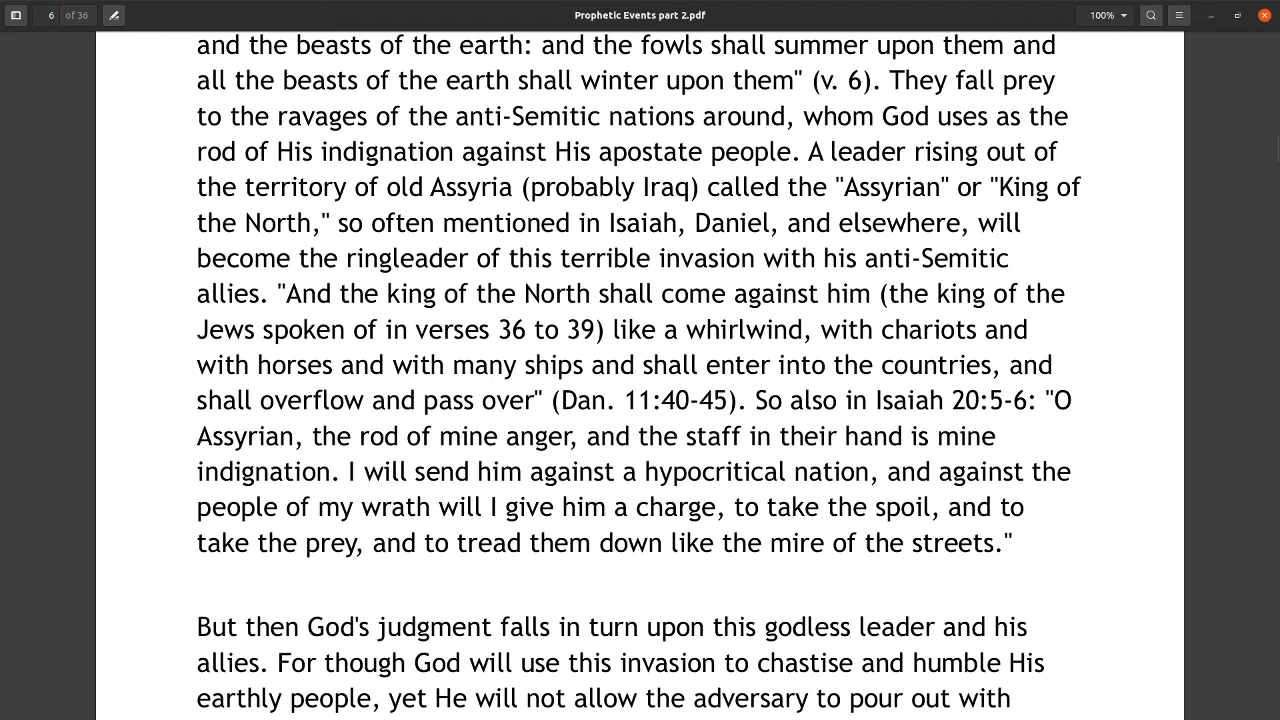 6 of 36
Prophetic Events part 2.pdf
100%
and the beasts of the earth: and the fowls shall summer upon them and
all the beasts of the earth shall winter upon them" (v. 6). They fall prey
to the ravages of the anti-Semitic nations around, whom God uses as the
rod of His indignation against His apostate people. A leader rising out of
the territory of old Assyria (probably Iraq) called the "Assyrian" or "King of
the North," so often mentioned in Isaiah, Daniel, and elsewhere, will
become the ringleader of this terrible invasion with his anti-Semitic
allies. "And the king of the North shall come against him (the king of the
Jews spoken of in verses 36 to 39) like a whirlwind, with chariots and
with horses and with many ships and shall enter into the countries, and
shall overflow and pass over" (Dan. 11:40-45). So also in Isaiah 20:5-6: "O
Assyrian, the rod of mine anger, and the staff in their hand is mine
indignation. I will send him against a hypocritical nation, and against the
people of my wrath will I give him a charge, to take the spoil, and to
take the prey, and to tread them down like the mire of the streets."
But then God's judgment falls in turn upon this godless leader and his
allies. For though God will use this invasion to chastise and humble His
earthly people, yet He will not allow the adversary to pour out with